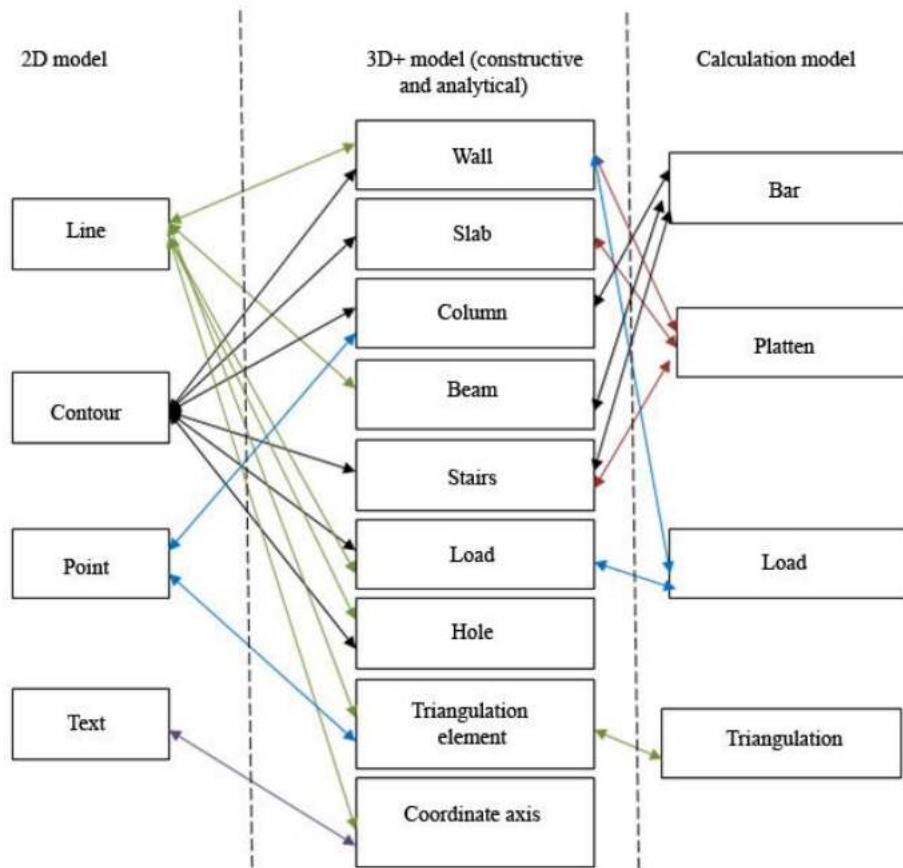 2D model
3D+ model (constructive
and analytical)
Calculation model
Line
Contour
Point
Text
Wall
Slab
Column
Beam
Stairs
Load
Hole
Triangulation
element
Coordinate axis
Bar
Platten
Load
Triangulation